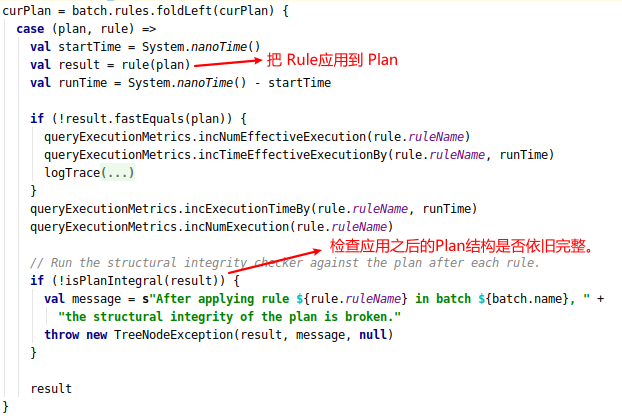 curPlan = batch.rules.foldLeft(curPlan) {
case (plan, rule) =>
val startTime = System.nanoTime()
val result = rule(plan) 把 Rule应用到 Plan
val runTime = System.nanoTime() - startTime
if (!result.fastEquals(plan)) {
queryExecutionMetrics.incNumEffectiveExecution(rule.ruleName)
queryExecutionMetrics.incTimeEffectiveExecutionBy(rule.ruleName, runTime)
logTrace(...)
}
queryExecutionMetrics.incExecutionTimeBy(rule.ruleName, runTime)
queryExecutionMetrics.incNumExecution(rule.ruleName)
检查应用之后的Plan结构是否依旧完整。
// Run the structural integrity checker against the plan after each rule.
if (!isPlanIntegral(result)) {
val message = s"After applying rule ${rule.ruleName} in batch ${batch.name}, " +
"the structural integrity of the plan is broken."
throw new TreeNodeException(result, message, null)
}
result
}